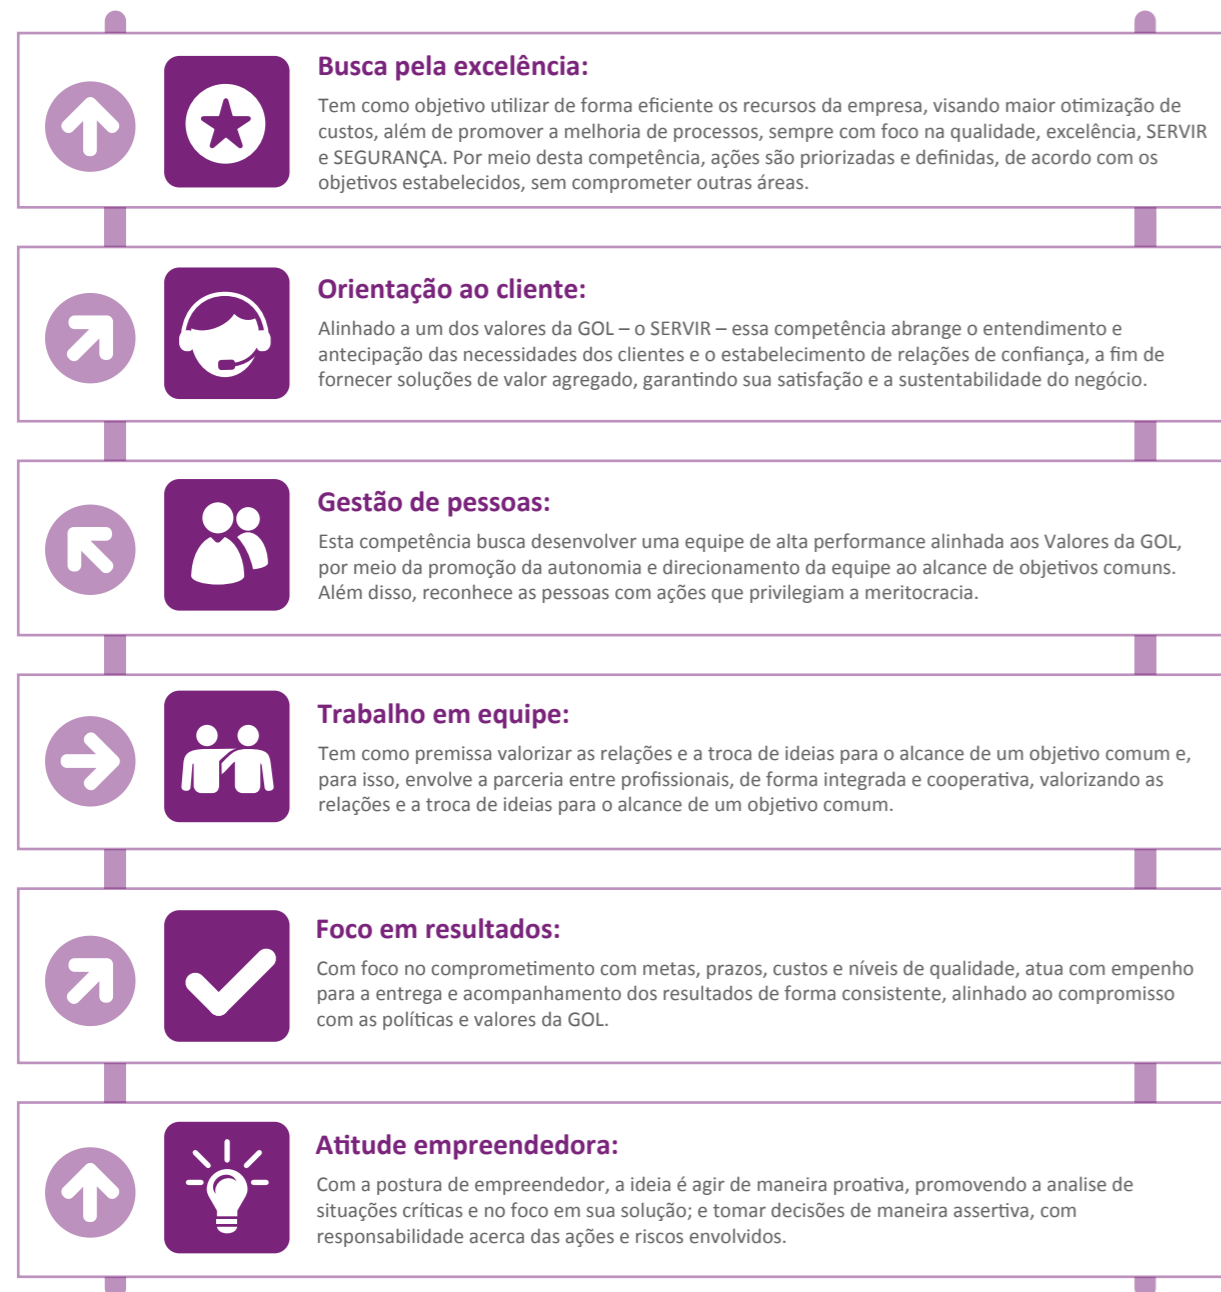 Busca pela excelência:
Tem como objetivo utilizar de forma eficiente os recursos da empresa, visando maior otimização de
custos, além de promover a melhoria de processos, sempre com foco na qualidade, excelência, SERVIR
e SEGURANÇA. Por meio desta competência, ações são priorizadas e definidas, de acordo com os
objetivos estabelecidos, sem comprometer outras áreas.
Orientação ao cliente:
Alinhado a um dos valores da GOL – o SERVIR – essa competência abrange o entendimento e
antecipação das necessidades dos clientes e o estabelecimento de relações de confiança, a fim de
fornecer soluções de valor agregado, garantindo sua satisfação e a sustentabilidade do negócio.
Gestão de pessoas:
Esta competência busca desenvolver uma equipe de alta performance alinhada aos Valores da GOL,
por meio da promoção da autonomia e direcionamento da equipe ao alcance de objetivos comuns.
Além disso, reconhece as pessoas com ações que privilegiam a meritocracia.
Trabalho em equipe:
Tem como premissa valorizar as relações e a troca de ideias para o alcance de um objetivo comum e,
para isso, envolve a parceria entre profissionais, de forma integrada e cooperativa, valorizando as
relações e a troca de ideias para o alcance de um objetivo comum.
Foco em resultados:
Com foco no comprometimento com metas, prazos, custos e níveis de qualidade, atua com empenho
para a entrega e acompanhamento dos resultados de forma consistente, alinhado ao compromisso
com as políticas e valores da GOL.
Atitude empreendedora:
Com a postura de empreendedor, a ideia é agir de maneira proativa, promovendo a analise de
situações críticas e no foco em sua solução; e tomar decisões de maneira assertiva, com
responsabilidade acerca das ações e riscos envolvidos.